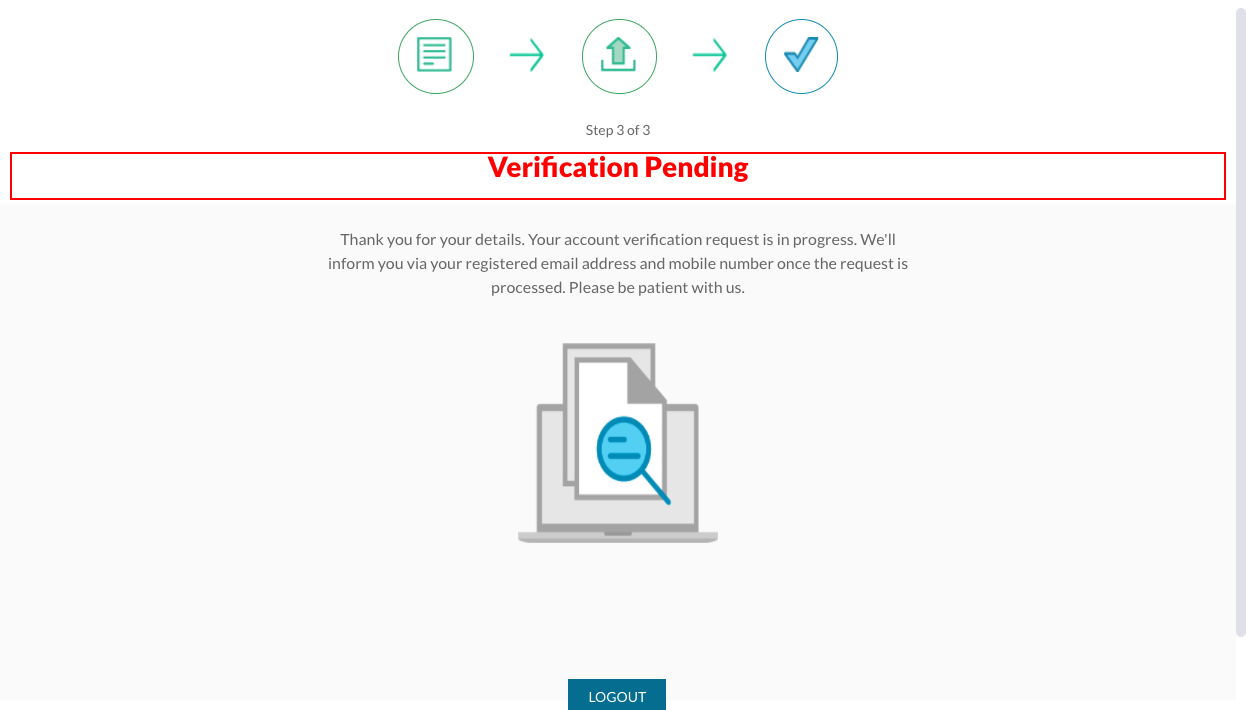 Step 3 of 3
Verification Pending
Thank you for your details. Your account verification request is in progress. We'll
inform you via your registered email address and mobile number once the request is
processed. Please be patient with us.
LOGOUT